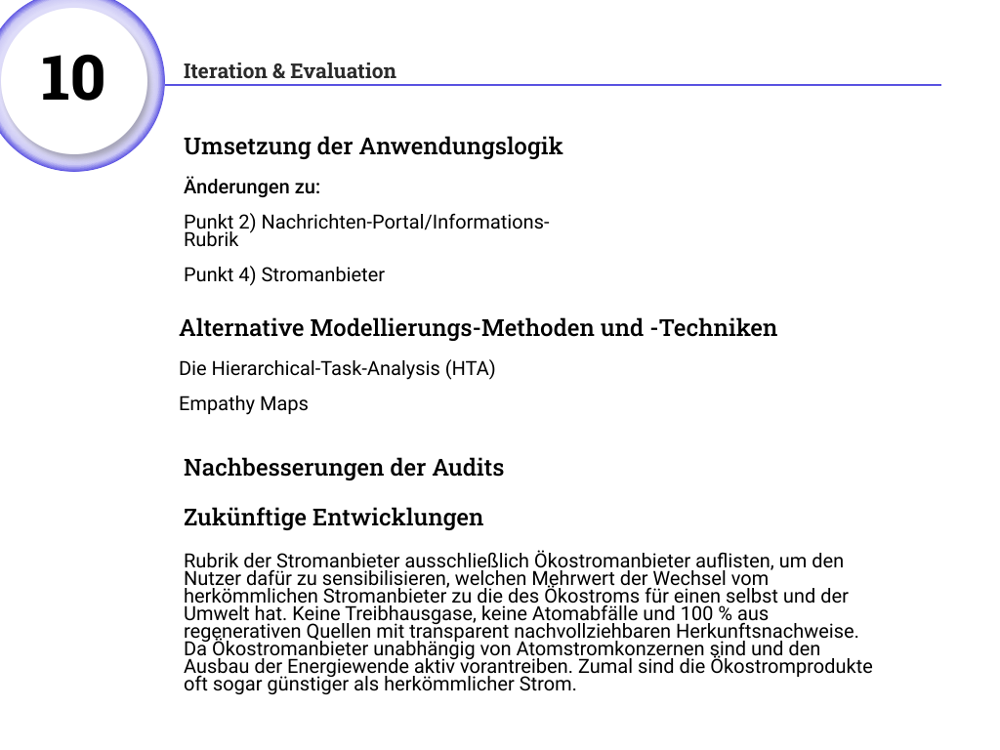 10
Iteration & Evaluation
Umsetzung der Anwendungslogik
Änderungen zu:
Punkt 2) Nachrichten-Portal/Informations-
Rubrik
Punkt 4) Stromanbieter
Alternative Modellierungs-Methoden und -Techniken
Die Hierarchical-Task-Analysis (HTA)
Empathy Maps
Nachbesserungen der Audits
Zukünftige Entwicklungen
Rubrik der Stromanbieter ausschließlich Ökostromanbieter auflisten, um den
Nutzer dafür zu sensibilisieren, welchen Mehrwert der Wechsel vom
herkömmlichen Stromanbieter zu die des Ökostroms für einen selbst und der
Umwelt hat. Keine Treibhausgase, keine Atomabfälle und 100 % aus
regenerativen Quellen mit transparent nachvollziehbaren Herkunftsnachweise.
Da Ökostromanbieter unabhängig von Atomstromkonzernen sind und den
Ausbau der Energiewende aktiv vorantreiben. Zumal sind die Ökostromprodukte
oft sogar günstiger als herkömmlicher Strom.